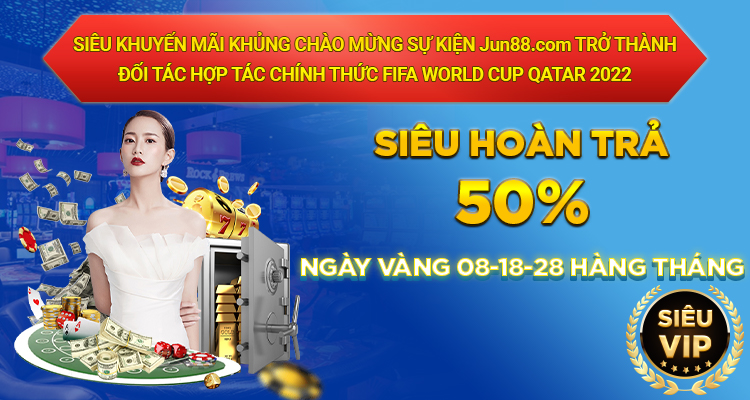 SIÊU KHUYẾN MÃI KHỦNG CHÀO MỪNG SỰ KIỆN Jun88.com TRỞ THÀNH
ĐỐI TÁC HỢP TÁC CHÍNH THỨC FIFA WORLD CUP QATAR 2022
SIÊU HOÀN TRẢ
50%
NGÀY VÀNG 08-18-28 HÀNG THÁNG
SIÊU
VIP